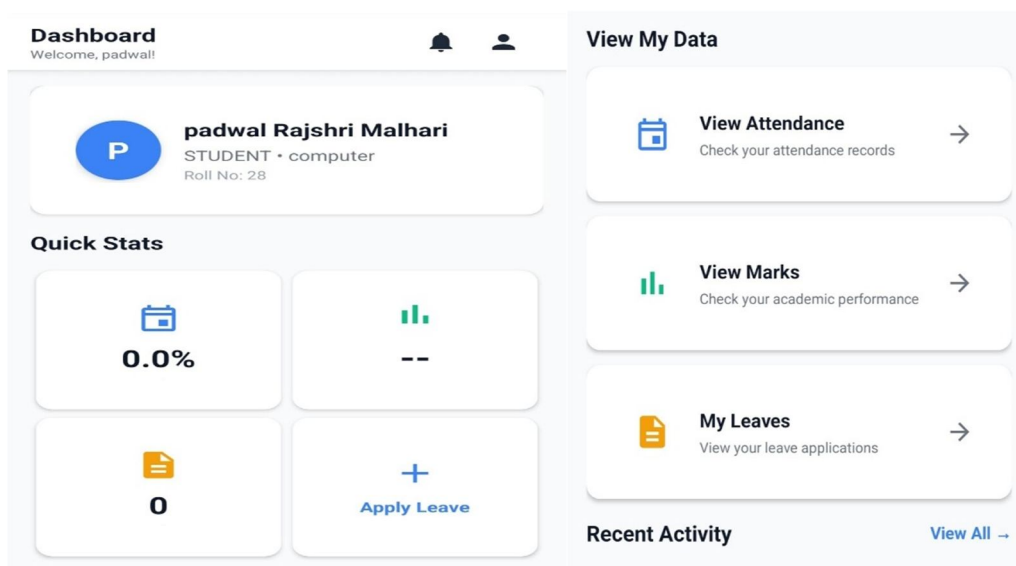 Dashboard
Welcome, padwal!
P
padwal Rajshri Malhari
STUDENT • computer
Roll No: 28
Quick Stats
0.0%
--
0
Apply Leave
View My Data
View Attendance
Check your attendance records
View Marks
Check your academic performance
My Leaves
View your leave applications
Recent Activity
View All →